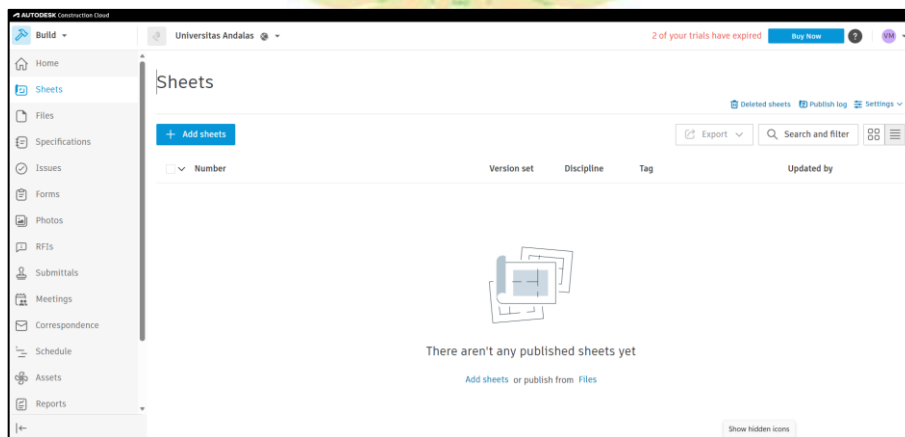 AUTODESK Construction Cloud
Build
Universitas Andalas
2 of your trials have expired
Buy Now
?
VM
Home
Sheets
Files
Specifications
Issues
Forms
Photos
RFIs
Submittals
Meetings
Correspondence
Schedule
Assets
Reports
Sheets
Deleted sheets Publish log Settings
+ Add sheets
Export
Search and filter
Number Version set Discipline Tag Updated by
There aren't any published sheets yet
Add sheets or publish from Files
Show hidden icons